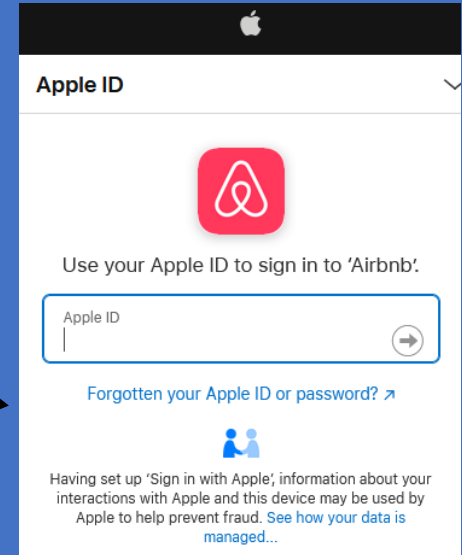 Apple ID
Use your Apple ID to sign in to ‘Airbnb’.
Apple ID
Forgotten your Apple ID or password? ↗
Having set up ‘Sign in with Apple’, information about your
interactions with Apple and this device may be used by
Apple to help prevent fraud. See how your data is
managed...